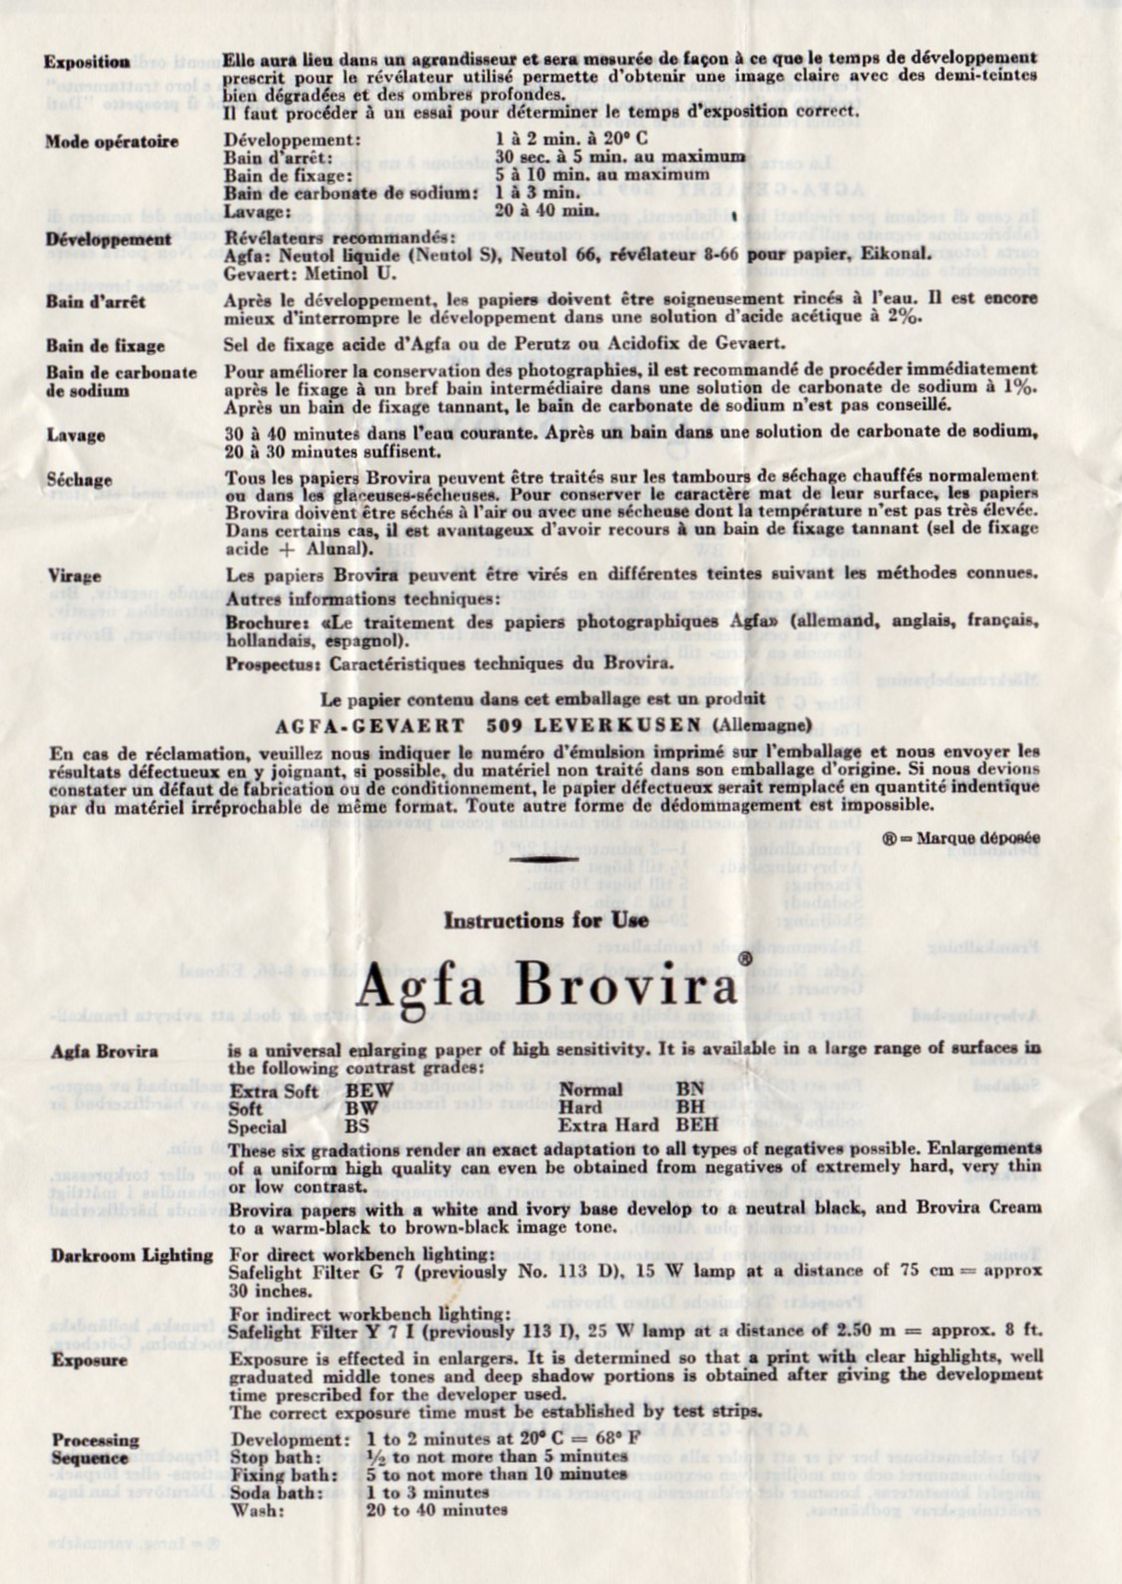 Exposition Elle aura lieu dans un agrandisseur et sera mesurée de façon à ce que le temps de développement
prescrit pour le révélateur utilisé permette d'obtenir une image claire avec des demi-teintes
bien dégradées et des ombres profondes.
Il faut procéder à un essai pour déterminer le temps d'exposition correct.
Mode opératoire Développement: 1 à 2 min. à 20° C
Bain d'arrêt: 30 sec. à 5 min. au maximum
Bain de fixage: 5 à 10 min. au maximum
Bain de carbonate de sodium: 1 à 3 min.
Lavage: 20 à 40 min.
Développement Révélateurs recommandés:
Agfa: Neutol liquide (Neutol S), Neutol 66, révélateur 8-66 pour papier, Eikonal.
Gevaert: Metinol U.
Bain d'arrêt Après le développement, les papiers doivent être soigneusement rincés à l'eau. Il est encore
mieux d'interrompre le développement dans une solution d'acide acétique à 2%.
Bain de fixage Sel de fixage acide d'Agfa ou de Perutz ou Acidofix de Gevaert.
Bain de carbonate Pour améliorer la conservation des photographies, il est recommandé de procéder immédiatement
de sodium après le fixage à un bref bain intermédiaire dans une solution de carbonate de sodium à 1%.
Après un bain de fixage tannant, le bain de carbonate de sodium n'est pas conseillé.
Lavage 30 à 40 minutes dans l'eau courante. Après un bain dans une solution de carbonate de sodium,
20 à 30 minutes suffisent.
Séchage Tous les papiers Brovira peuvent être traités sur les tambours de séchage chauffés normalement
ou dans les glaceuses-sécheuses. Pour conserver le caractère mat de leur surface, les papiers
Brovira doivent être séchés à l'air ou avec une sécheuse dont la température n'est pas très élevée.
Dans certains cas, il est avantageux d'avoir recours à un bain de fixage tannant (sel de fixage
acide + Alunal).
Virage Les papiers Brovira peuvent être virés en différentes teintes suivant les méthodes connues.
Autres informations techniques:
Brochure: «Le traitement des papiers photographiques Agfa» (allemand, anglais, français,
hollandais, espagnol).
Prospectus: Caractéristiques techniques du Brovira.
Le papier contenu dans cet emballage est un produit
AGFA-GEVAERT 509 LEVERKUSEN (Allemagne)
En cas de réclamation, veuillez nous indiquer le numéro d'émulsion imprimé sur l'emballage et nous envoyer les
résultats défectueux en y joignant, si possible, du matériel non traité dans son emballage d'origine. Si nous devions
constater un défaut de fabrication ou de conditionnement, le papier défectueux serait remplacé en quantité indentique
par du matériel irréprochable de même format. Toute autre forme de dédommagement est impossible.
® = Marque déposée
Instructions for Use
Agfa Brovira®
Agfa Brovira is a universal enlarging paper of high sensitivity. It is available in a large range of surfaces in
the following contrast grades:
Extra Soft BEW Normal BN
Soft BW Hard BH
Special BS Extra Hard BEH
These six gradations render an exact adaptation to all types of negatives possible. Enlargements
of a uniform high quality can even be obtained from negatives of extremely hard, very thin
or low contrast.
Brovira papers with a white and ivory base develop to a neutral black, and Brovira Cream
to a warm-black to brown-black image tone.
Darkroom Lighting For direct workbench lighting:
Safelight Filter G 7 (previously No. 113 D), 15 W lamp at a distance of 75 cm = approx
30 inches.
For indirect workbench lighting:
Safelight Filter Y 7 I (previously 113 I), 25 W lamp at a distance of 2.50 m = approx. 8 ft.
Exposure Exposure is effected in enlargers. It is determined so that a print with clear highlights, well
graduated middle tones and deep shadow portions is obtained after giving the development
time prescribed for the developer used.
The correct exposure time must be established by test strips.
Processing Development: 1 to 2 minutes at 20° C = 68° F
Sequence Stop bath: ½ to not more than 5 minutes
Fixing bath: 5 to not more than 10 minutes
Soda bath: 1 to 3 minutes
Wash: 20 to 40 minutes